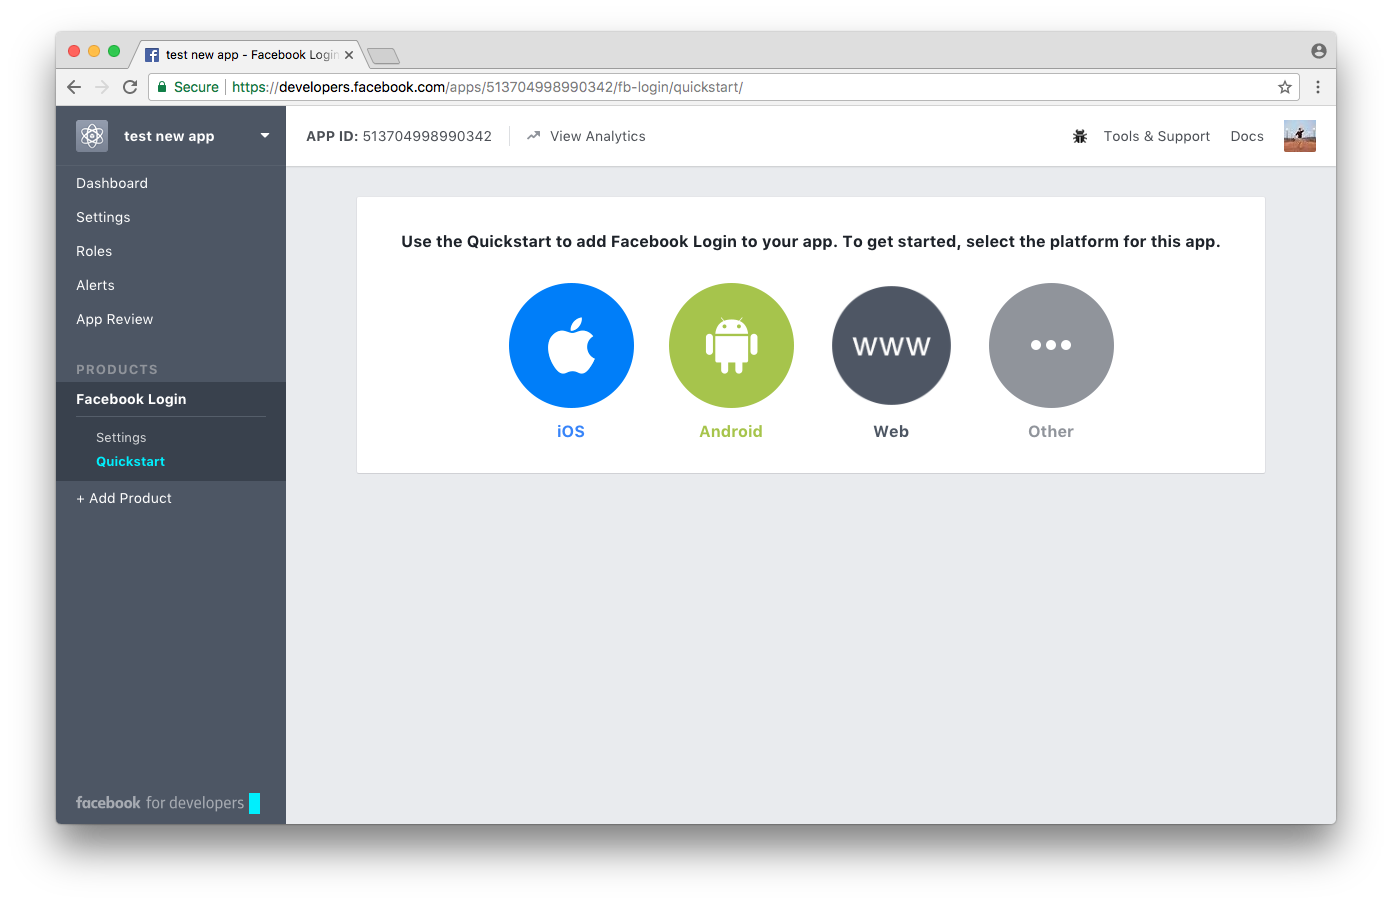 test new app - Facebook Login
Secure https://developers.facebook.com/apps/513704998990342/fb-login/quickstart/
test new app
APP ID: 513704998990342
View Analytics
Tools & Support
Docs
Dashboard
Settings
Roles
Alerts
App Review
PRODUCTS
Facebook Login
Settings
Quickstart
+ Add Product
Use the Quickstart to add Facebook Login to your app. To get started, select the platform for this app.
WWW
iOS
Android
Web
Other
facebook for developers